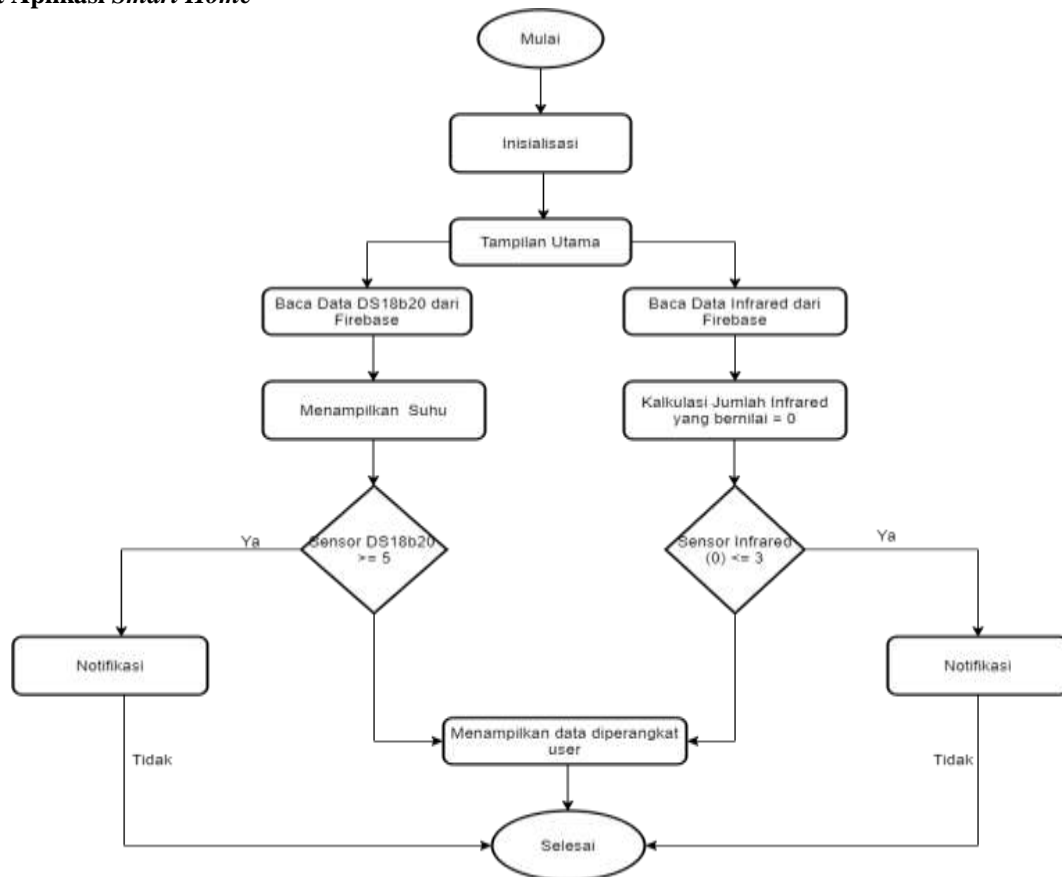 Aplikasi Smart Home
Mulai
Inisialisasi
Tampilan Utama
Baca Data DS18b20 dari
Firebase
Baca Data Infrared dari
Firebase
Menampilkan Suhu
Kalkulasi Jumlah Infrared
yang bernilai = 0
Sensor DS18b20
>= 5
Ya
Sensor Infrared
(0) <= 3
Ya
Notifikasi
Notifikasi
Menampilkan data diperangkat
user
Tidak
Tidak
Selesai